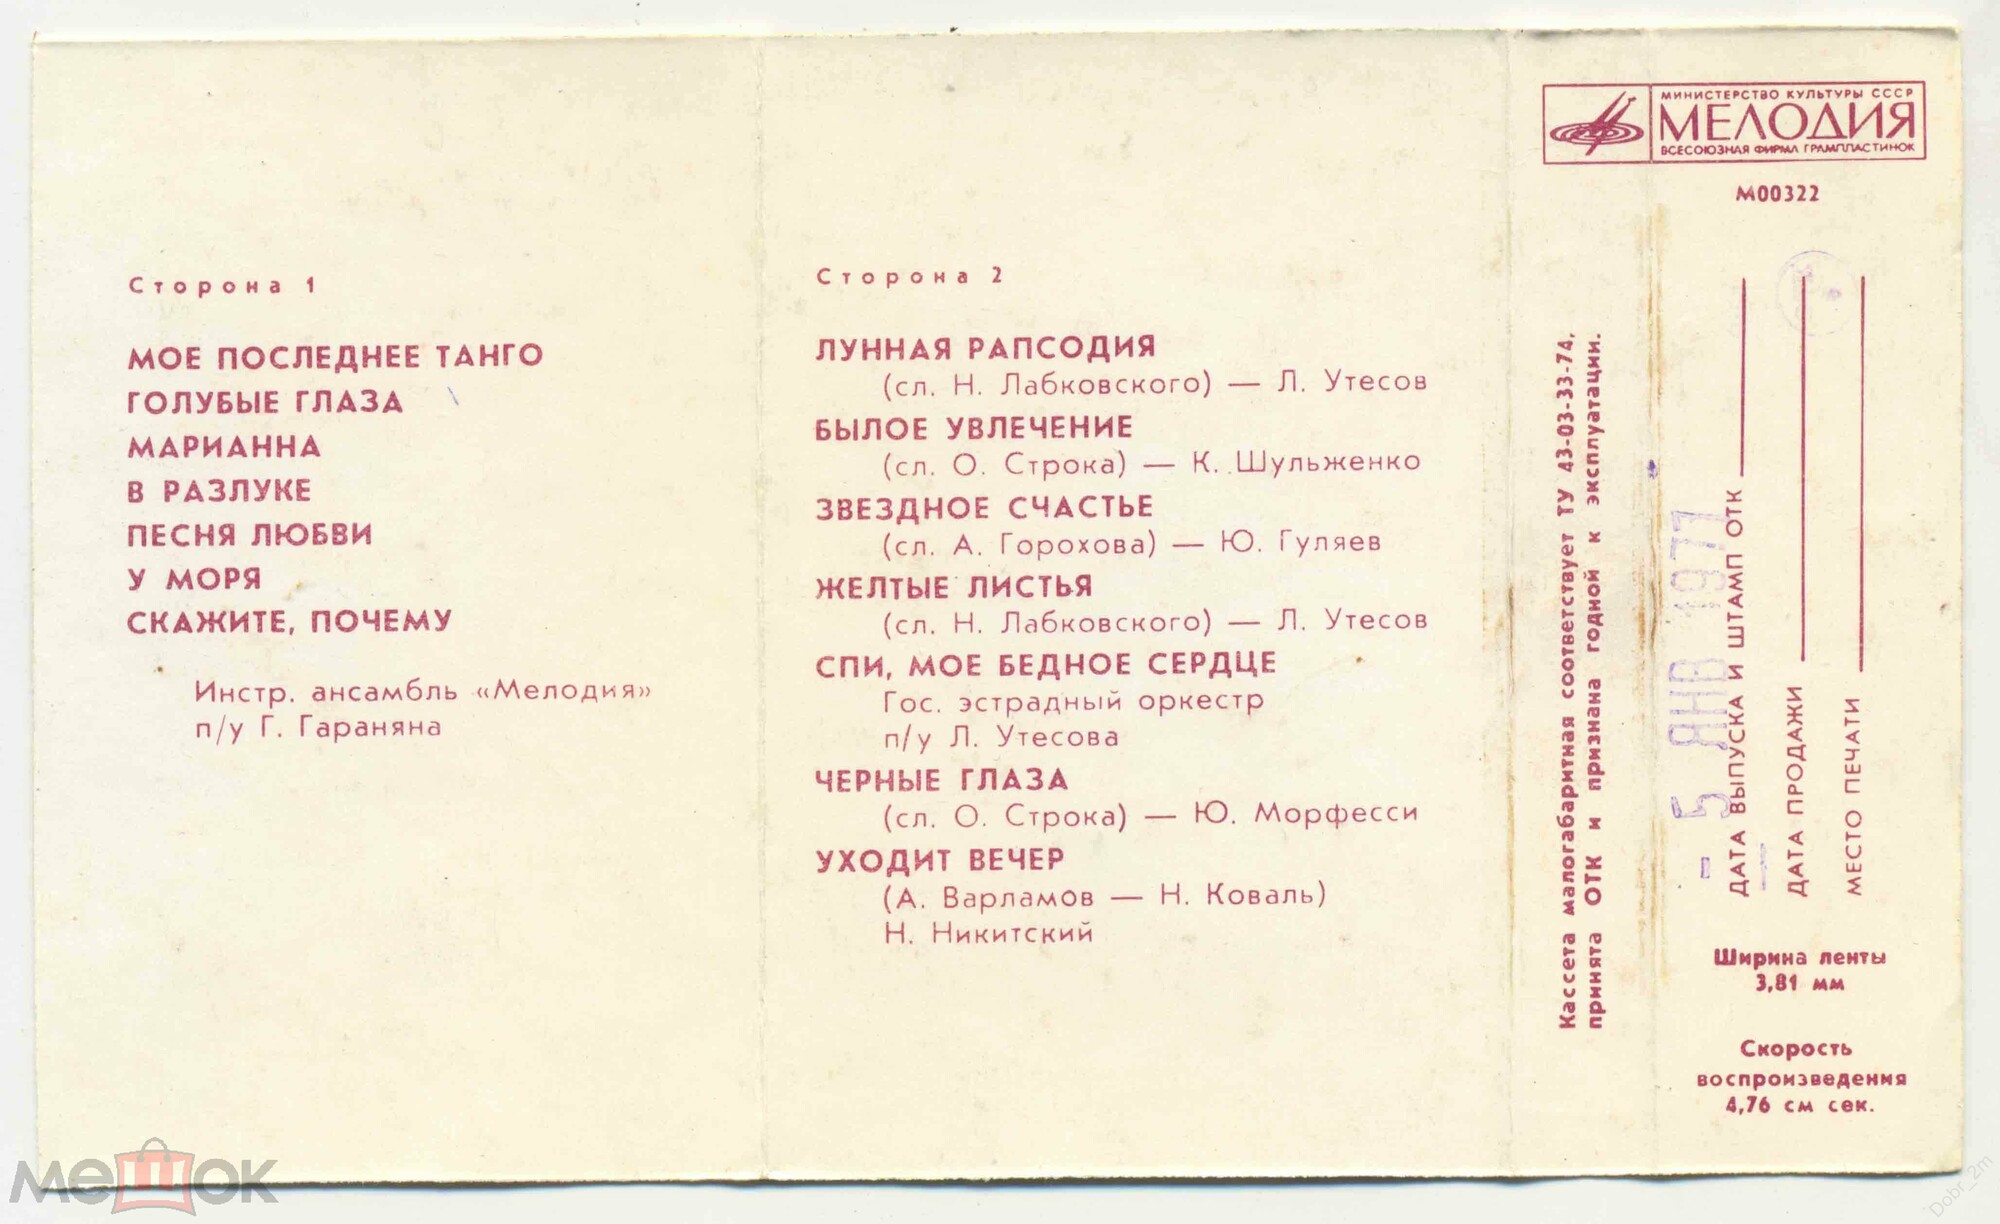 Сторона 1
МОЕ ПОСЛЕДНЕЕ ТАНГО
ГОЛУБЫЕ ГЛАЗА
МАРИАННА
В РАЗЛУКЕ
ПЕСНЯ ЛЮБВИ
У МОРЯ
СКАЖИТЕ, ПОЧЕМУ
Инстр. ансамбль «Мелодия»
п/у Г. Гараняна
Сторона 2
ЛУННАЯ РАПСОДИЯ
(сл. Н. Лабковского) — Л. Утесов
БЫЛОЕ УВЛЕЧЕНИЕ
(сл. О. Строка) — К. Шульженко
ЗВЕЗДНОЕ СЧАСТЬЕ
(сл. А. Горохова) — Ю. Гуляев
ЖЕЛТЫЕ ЛИСТЬЯ
(сл. Н. Лабковского) — Л. Утесов
СПИ, МОЕ БЕДНОЕ СЕРДЦЕ
Гос. эстрадный оркестр
п/у Л. Утесова
ЧЕРНЫЕ ГЛАЗА
(сл. О. Строка) — Ю. Морфесси
УХОДИТ ВЕЧЕР
(А. Варламов — Н. Коваль)
Н. Никитский
Кассета малогабаритная соответствует ТУ 43-03-33-74,
принята ОТК и признана годной к эксплуатации.
МИНИСТЕРСТВО КУЛЬТУРЫ СССР
МЕЛОДИЯ
ВСЕСОЮЗНАЯ ФИРМА ГРАМПЛАСТИНОК
М00322
- 5 ЯНВ 1977
ДАТА ВЫПУСКА И ШТАМП ОТК
ДАТА ПРОДАЖИ
МЕСТО ПЕЧАТИ
Ширина ленты
3,81 мм
Скорость
воспроизведения
4,76 см сек.
мешок
Dobr_2m